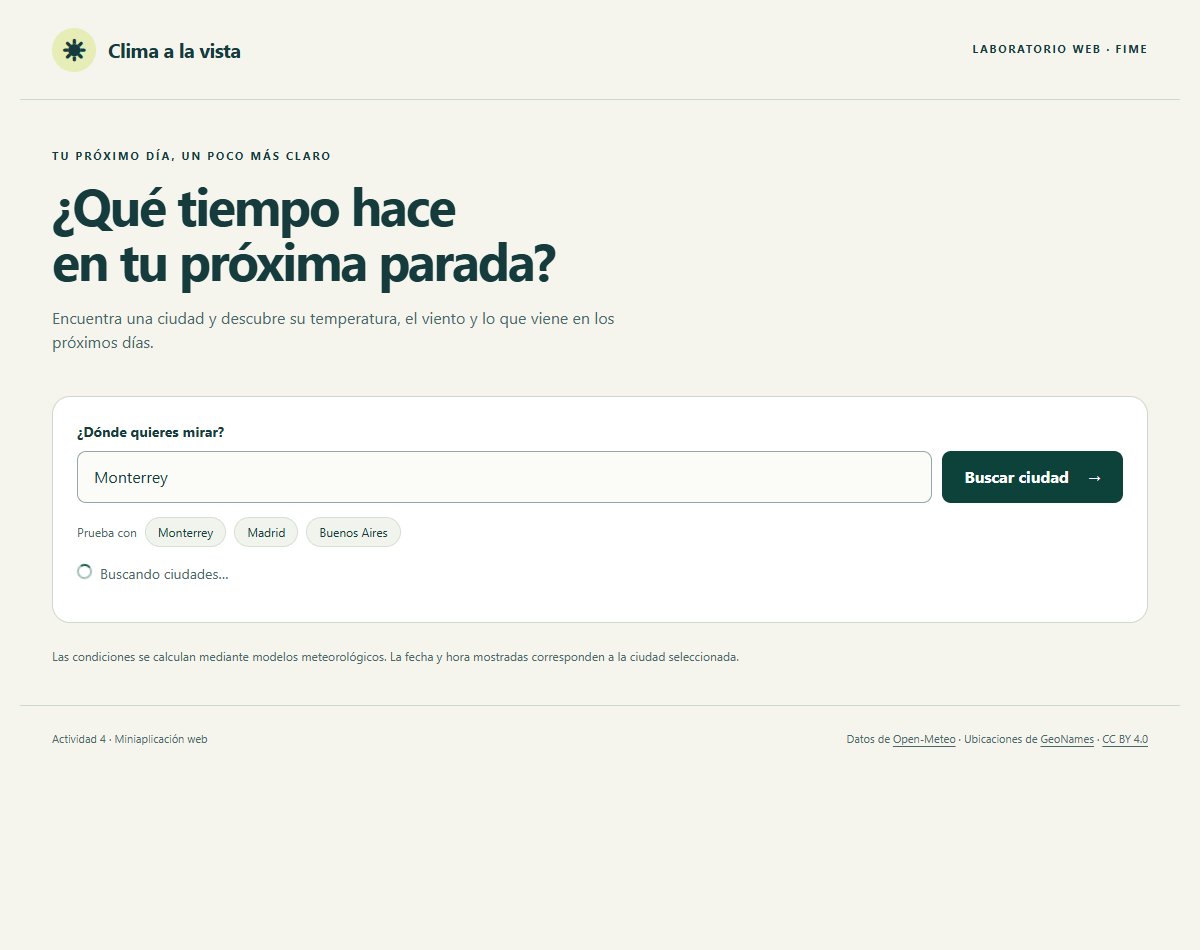 Clima a la vista
LABORATORIO WEB · FIME
TU PRÓXIMO DÍA, UN POCO MÁS CLARO
¿Qué tiempo hace
en tu próxima parada?
Encuentra una ciudad y descubre su temperatura, el viento y lo que viene en los
próximos días.
¿Dónde quieres mirar?
Monterrey
Buscar ciudad →
Prueba con Monterrey Madrid Buenos Aires
Buscando ciudades…
Las condiciones se calculan mediante modelos meteorológicos. La fecha y hora mostradas corresponden a la ciudad seleccionada.
Actividad 4 · Miniaplicación web
Datos de Open-Meteo · Ubicaciones de GeoNames · CC BY 4.0